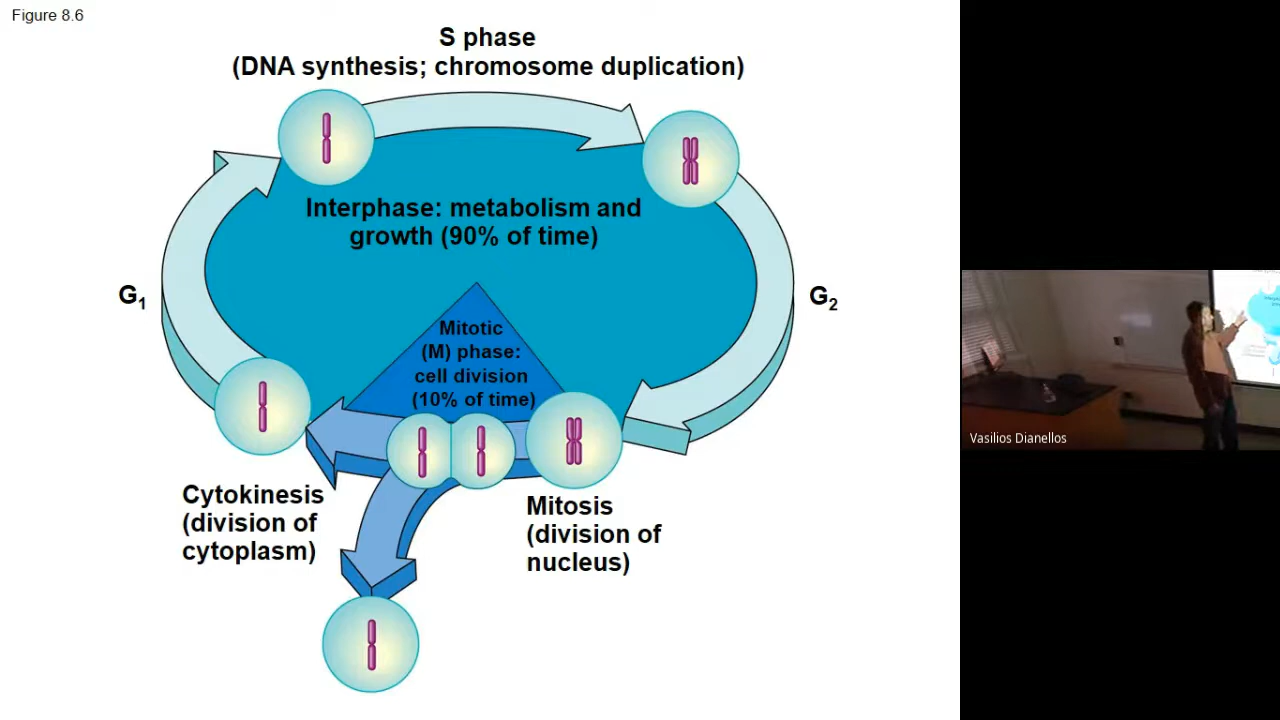 Figure 8.6
S phase
(DNA synthesis; chromosome duplication)
Interphase: metabolism and
growth (90% of time)
G₁
G₂
Mitotic
(M) phase:
cell division
(10% of time)
Cytokinesis
(division of
cytoplasm)
Mitosis
(division of
nucleus)
Vasilios Dianellos